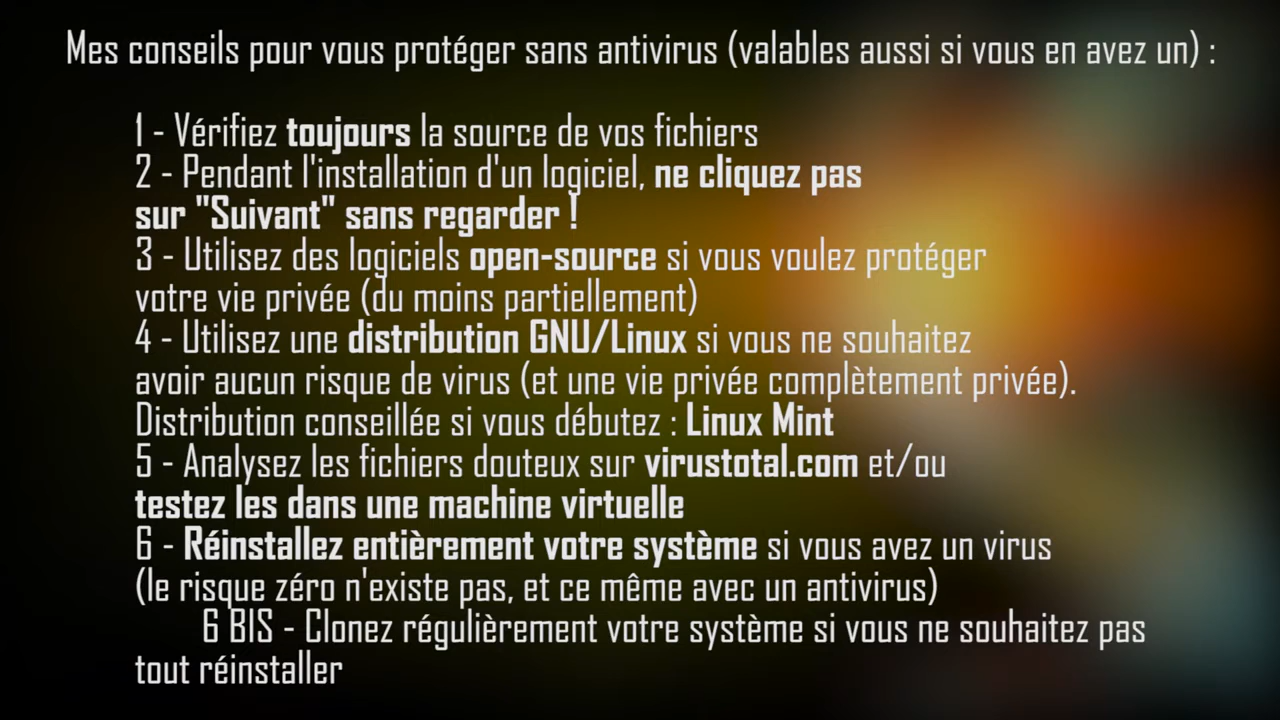 Mes conseils pour vous protéger sans antivirus (valables aussi si vous en avez un) :
1 - Vérifiez toujours la source de vos fichiers
2 - Pendant l'installation d'un logiciel, ne cliquez pas
sur "Suivant" sans regarder !
3 - Utilisez des logiciels open-source si vous voulez protéger
votre vie privée (du moins partiellement)
4 - Utilisez une distribution GNU/Linux si vous ne souhaitez
avoir aucun risque de virus (et une vie privée complètement privée).
Distribution conseillée si vous débutez : Linux Mint
5 - Analysez les fichiers douteux sur virustotal.com et/ou
testez les dans une machine virtuelle
6 - Réinstallez entièrement votre système si vous avez un virus
(le risque zéro n'existe pas, et ce même avec un antivirus)
6 BIS - Clonez régulièrement votre système si vous ne souhaitez pas
tout réinstaller